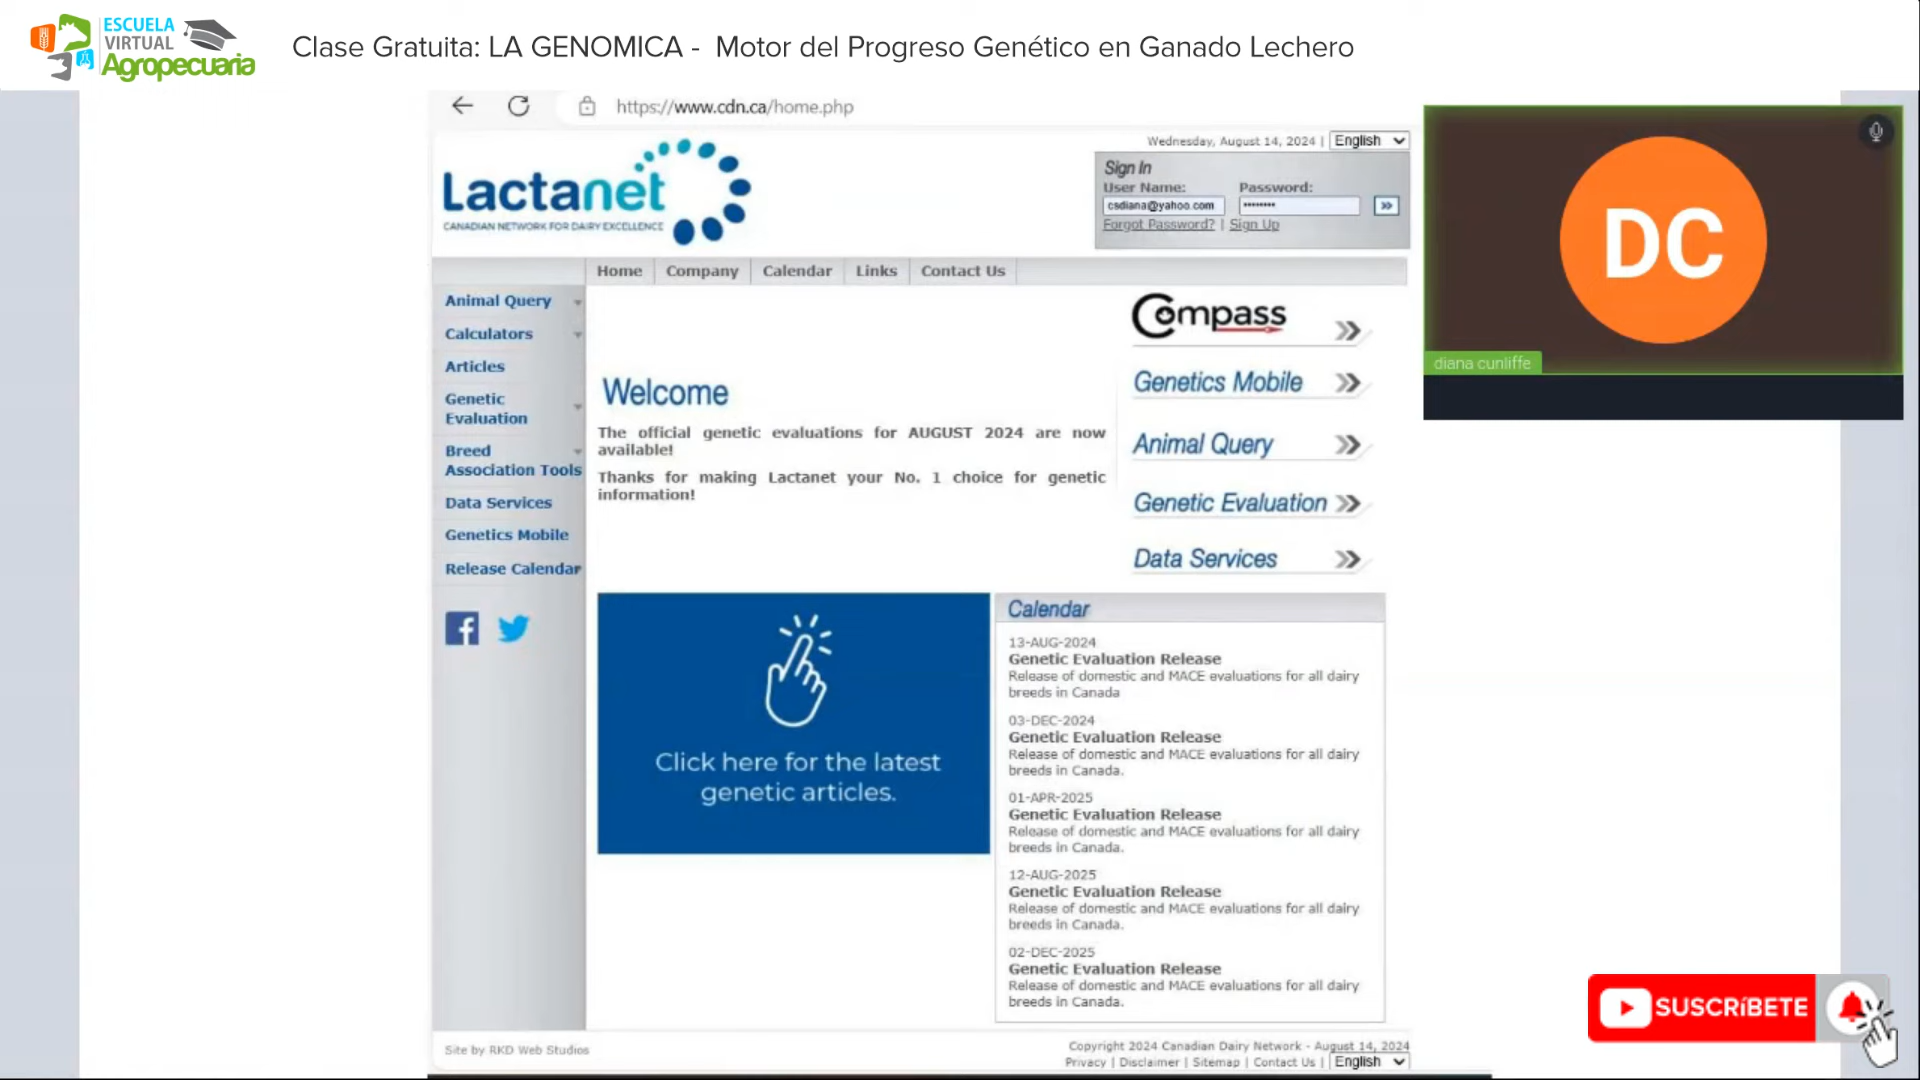 ESCUELA
VIRTUAL
Agropecuaria
Clase Gratuita: LA GENOMICA - Motor del Progreso Genético en Ganado Lechero
https://www.cdn.ca/home.php
Wednesday, August 14, 2024 | English
Lactanet
CANADIAN NETWORK FOR DAIRY EXCELLENCE
Sign In
User Name: Password:
csdiana@yahoo.com ••••••••
Forgot Password? | Sign Up
DC
diana cunliffe
Home Company Calendar Links Contact Us
Animal Query
Calculators
Articles
Genetic
Evaluation
Breed
Association Tools
Data Services
Genetics Mobile
Release Calendar
Welcome
The official genetic evaluations for AUGUST 2024 are now
available!
Thanks for making Lactanet your No. 1 choice for genetic
information!
Compass
Genetics Mobile
Animal Query
Genetic Evaluation
Data Services
Click here for the latest
genetic articles.
Calendar
13-AUG-2024
Genetic Evaluation Release
Release of domestic and MACE evaluations for all dairy
breeds in Canada
03-DEC-2024
Genetic Evaluation Release
Release of domestic and MACE evaluations for all dairy
breeds in Canada.
01-APR-2025
Genetic Evaluation Release
Release of domestic and MACE evaluations for all dairy
breeds in Canada.
12-AUG-2025
Genetic Evaluation Release
Release of domestic and MACE evaluations for all dairy
breeds in Canada.
02-DEC-2025
Genetic Evaluation Release
Release of domestic and MACE evaluations for all dairy
breeds in Canada.
Site by RKD Web Studios
Copyright 2024 Canadian Dairy Network - August 14, 2024
Privacy | Disclaimer | Sitemap | Contact Us | English
SUSCRíBETE